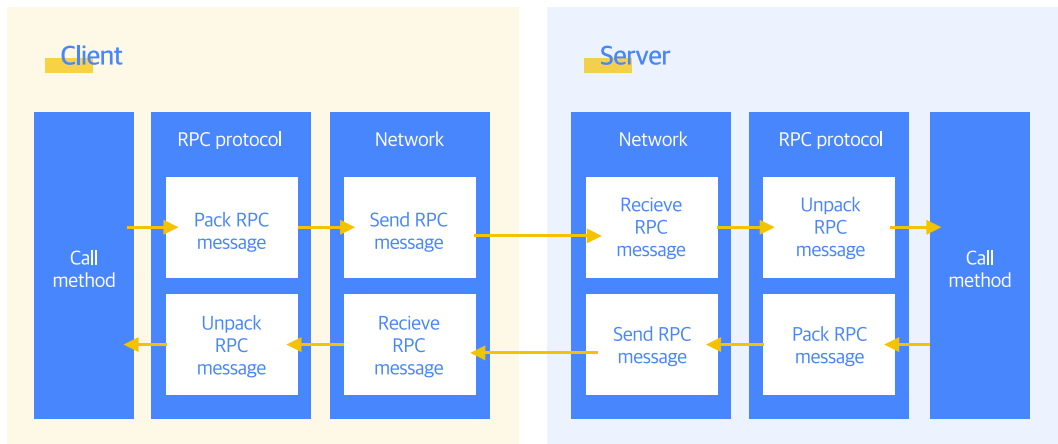 Client
Call
method
RPC protocol
Pack RPC
message
Unpack
RPC
message
Network
Send RPC
message
Recieve
RPC
message
Server
Network
Recieve
RPC
message
Send RPC
message
RPC protocol
Unpack
RPC
message
Pack RPC
message
Call
method